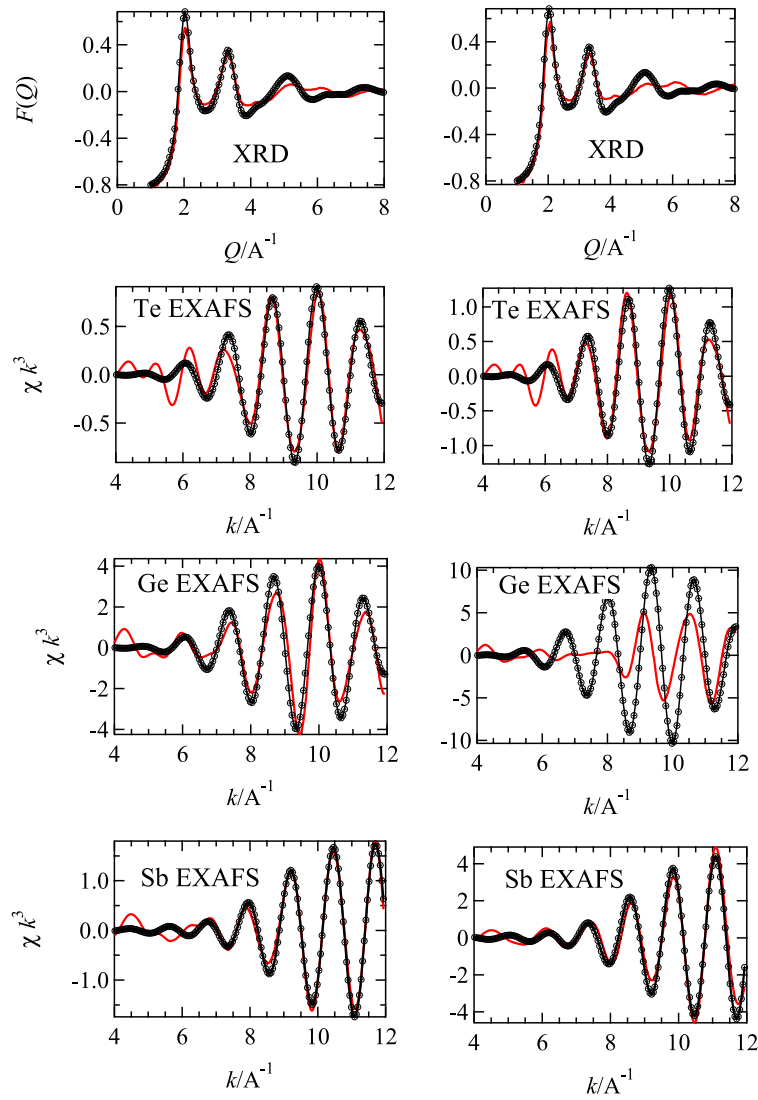 0.4
0.0
-0.4
-0.8
F(Q)
XRD
0 2 4 6 8
Q/A-1
0.4
0.0
-0.4
-0.8
XRD
0 2 4 6 8
Q/A-1
Te EXAFS
0.5
0.0
-0.5
χ k3
4 6 8 10 12
k/A-1
Te EXAFS
1.0
0.5
0.0
-0.5
-1.0
4 6 8 10 12
k/A-1
Ge EXAFS
4
2
0
-2
-4
χ k3
4 6 8 10 12
k/A-1
Ge EXAFS
10
5
0
-5
-10
4 6 8 10 12
k/A-1
Sb EXAFS
1.0
0.0
-1.0
χ k3
4 6 8 10 12
k/A-1
Sb EXAFS
4
2
0
-2
-4
4 6 8 10 12
k/A-1